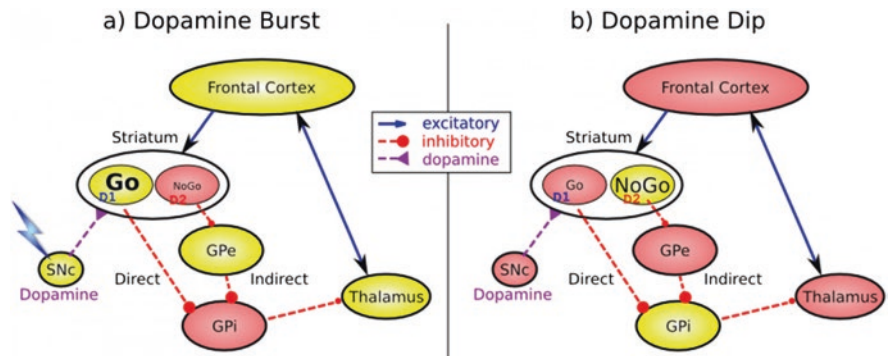 a) Dopamine Burst
Frontal Cortex
Striatum
Go
D1
NoGo
D2
GPe
SNc
Dopamine
Direct
Indirect
GPi
Thalamus
excitatory
inhibitory
dopamine
b) Dopamine Dip
Frontal Cortex
Striatum
Go
D1
NoGo
D2
GPe
SNc
Dopamine
Direct
Indirect
GPi
Thalamus